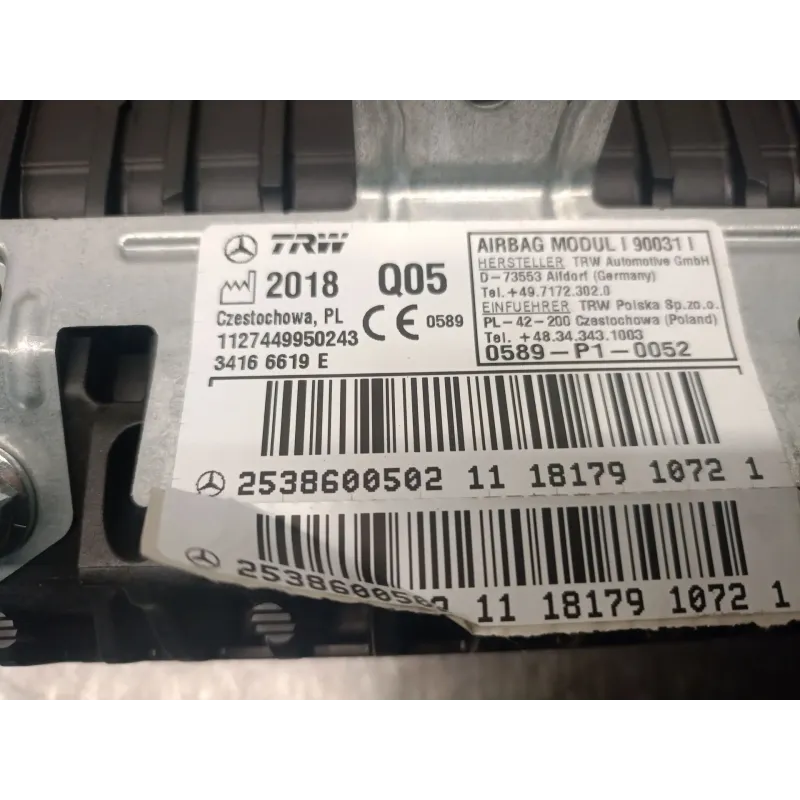 TRW
2018 Q05
Czestochowa, PL
CE 0589
1127449950243
3416 6619 E
AIRBAG MODUL I 90031 I
HERSTELLER TRW Automotive GmbH
D-73553 Alfdorf (Germany)
Tel. +49.7172.302.0
EINFUEHRER TRW Polska Sp.zo.o.
PL-42-200 Czestochowa (Poland)
Tel. +48.34.343.1003
0589-P1-0052
2538600502 11 18179 1072 1
2538600502 11 18179 1072 1